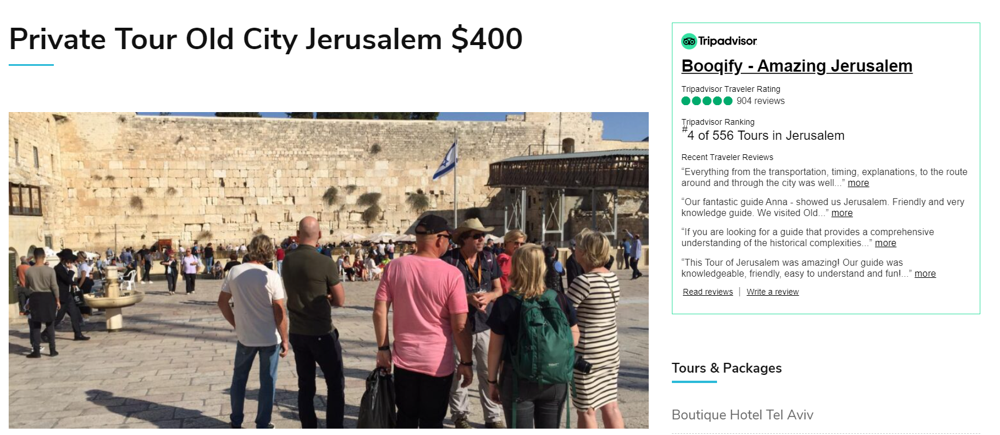 Private Tour Old City Jerusalem $400
Tripadvisor
Booqify - Amazing Jerusalem
Tripadvisor Traveler Rating
904 reviews
Tripadvisor Ranking
#4 of 556 Tours in Jerusalem
Recent Traveler Reviews
“Everything from the transportation, timing, explanations, to the route
around and through the city was well...” more
“Our fantastic guide Anna - showed us Jerusalem. Friendly and very
knowledge guide. We visited Old...” more
“If you are looking for a guide that provides a comprehensive
understanding of the historical complexities...” more
“This Tour of Jerusalem was amazing! Our guide was
knowledgeable, friendly, easy to understand and fun!...” more
Read reviews | Write a review
Tours & Packages
Boutique Hotel Tel Aviv